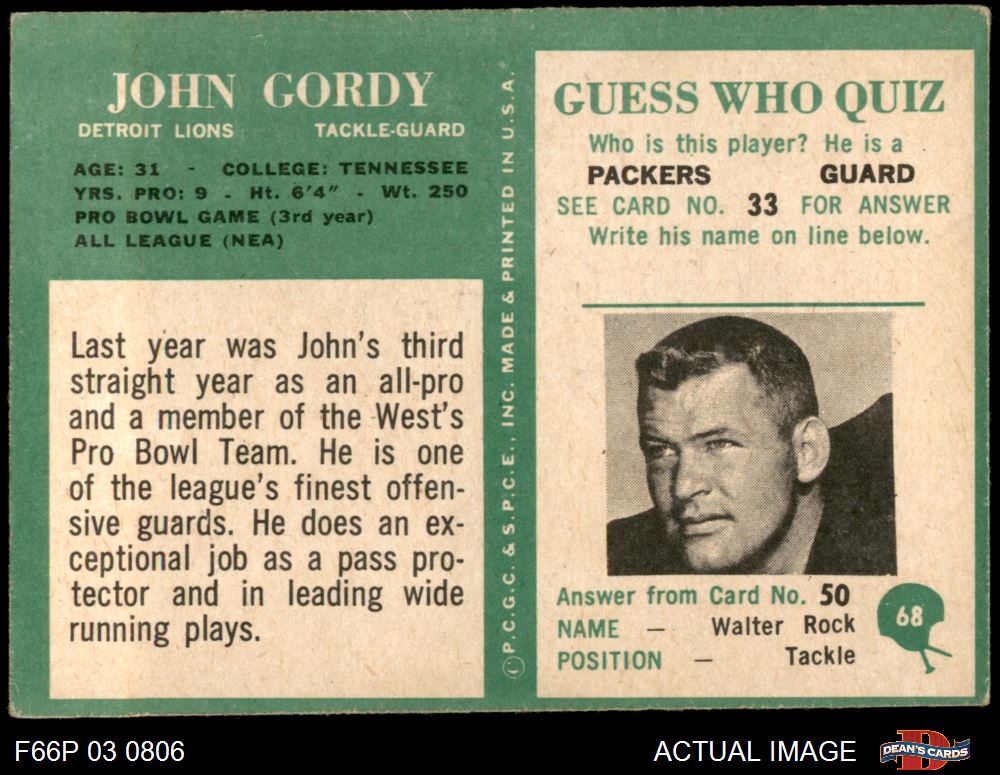 JOHN GORDY
DETROIT LIONS TACKLE-GUARD
AGE: 31 - COLLEGE: TENNESSEE
YRS. PRO: 9 - Ht. 6'4" - Wt. 250
PRO BOWL GAME (3rd year)
ALL LEAGUE (NEA)
Last year was John's third
straight year as an all-pro
and a member of the West's
Pro Bowl Team. He is one
of the league's finest offen-
sive guards. He does an ex-
ceptional job as a pass pro-
tector and in leading wide
running plays.
©P.C.G.C. & S.P.C.E., INC. MADE & PRINTED IN U.S.A.
GUESS WHO QUIZ
Who is this player? He is a
PACKERS GUARD
SEE CARD NO. 33 FOR ANSWER
Write his name on line below.
Answer from Card No. 50
NAME — Walter Rock
POSITION — Tackle
68
F66P 03 0806
ACTUAL IMAGE
D
DEAN'S CARDS